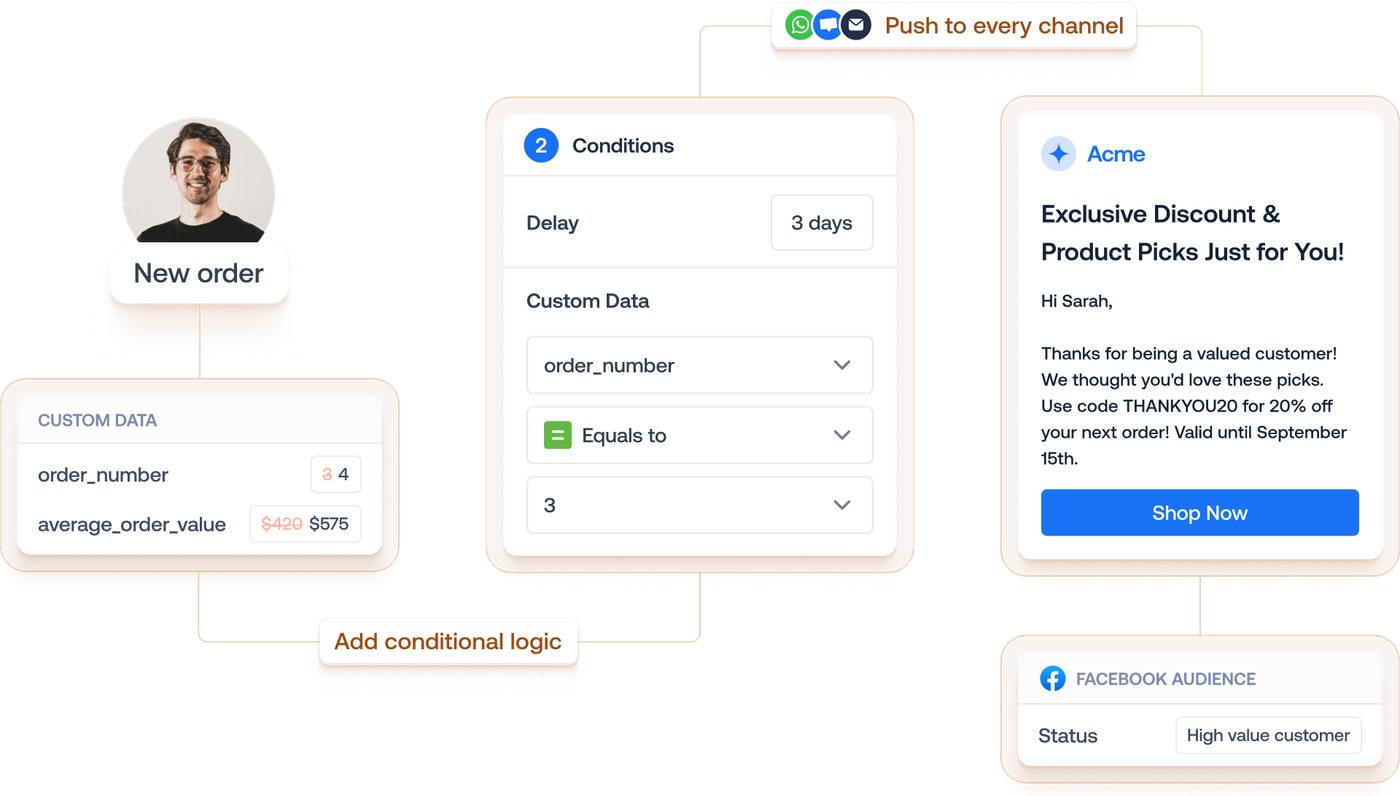 Push to every channel
New order
CUSTOM DATA
order_number
3 4
average_order_value
$420 $575
Add conditional logic
2 Conditions
Delay
3 days
Custom Data
order_number
= Equals to
3
Acme
Exclusive Discount &
Product Picks Just for You!
Hi Sarah,
Thanks for being a valued customer!
We thought you'd love these picks.
Use code THANKYOU20 for 20% off
your next order! Valid until September
15th.
Shop Now
FACEBOOK AUDIENCE
Status
High value customer